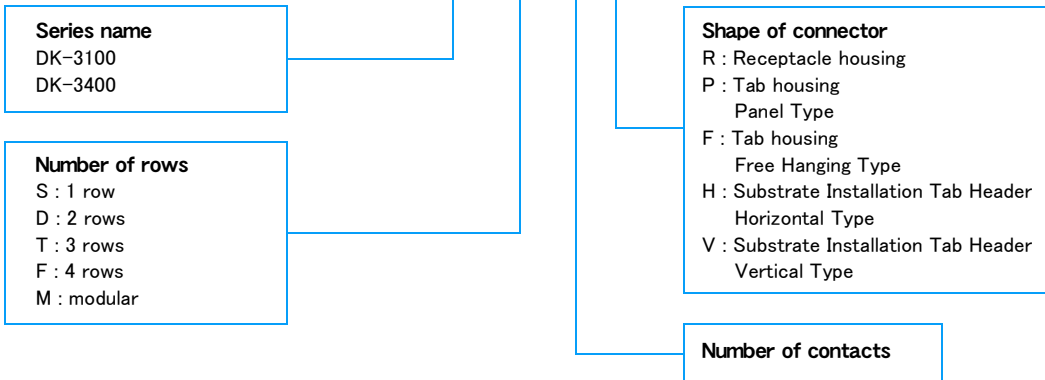 Series name
DK-3100
DK-3400
Number of rows
S : 1 row
D : 2 rows
T : 3 rows
F : 4 rows
M : modular
Shape of connector
R : Receptacle housing
P : Tab housing
Panel Type
F : Tab housing
Free Hanging Type
H : Substrate Installation Tab Header
Horizontal Type
V : Substrate Installation Tab Header
Vertical Type
Number of contacts